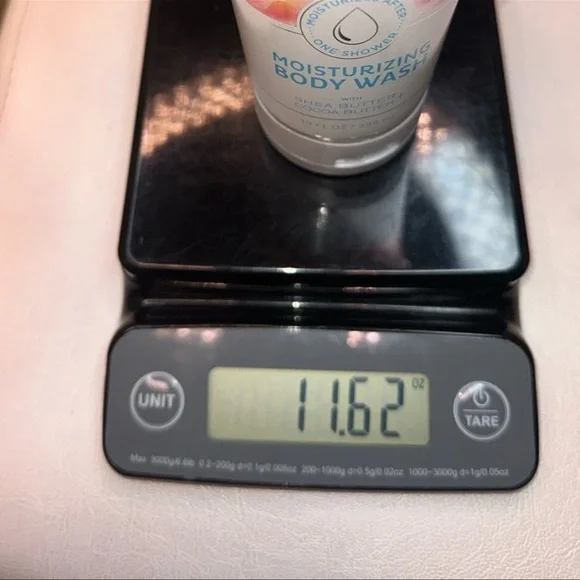 MOISTURIZES AFTER
ONE SHOWER
MOISTURIZING
BODY WASH
WITH
SHEA BUTTER
COCOA BUTTER
11.62 OZ
UNIT
TARE
Max 3000g/6.6lb 0.2-200g d=0.1g/0.005oz 200-1000g d=0.5g/0.02oz 1000-3000g d=1g/0.05oz